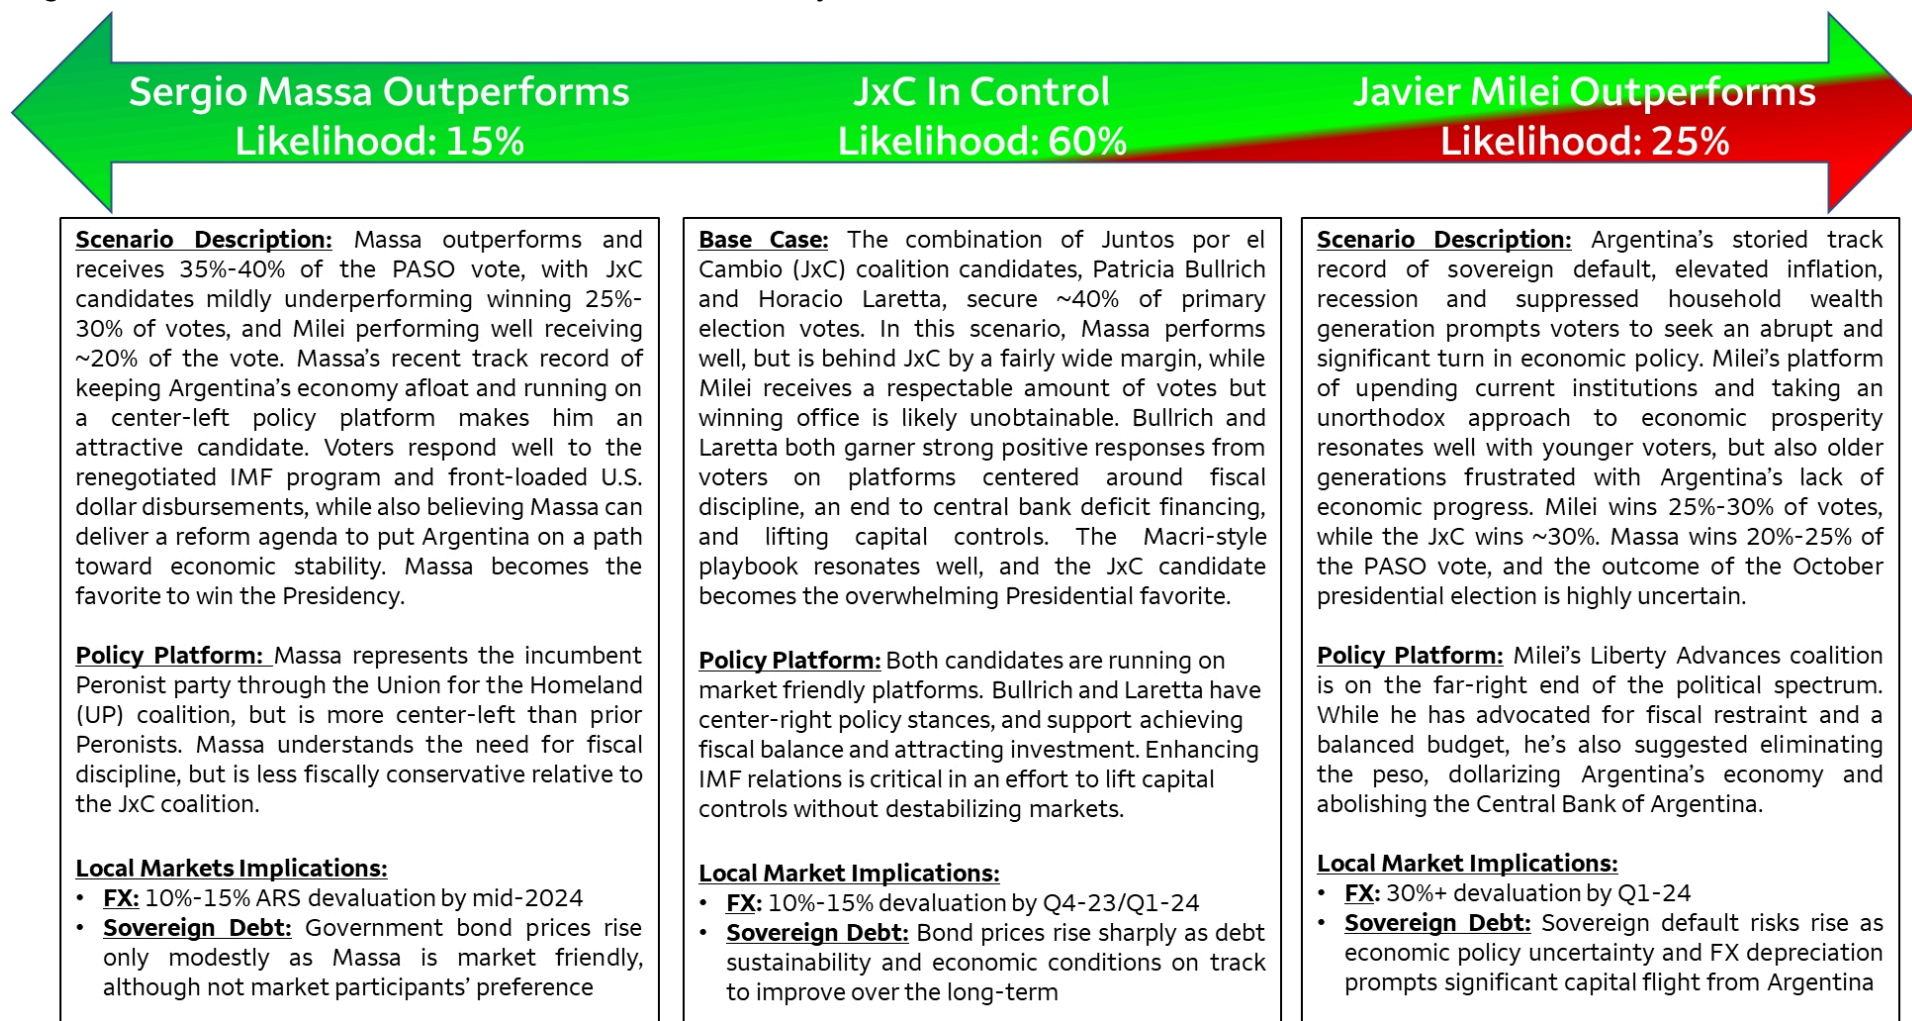 Sergio Massa Outperforms
Likelihood: 15%
JxC In Control
Likelihood: 60%
Javier Milei Outperforms
Likelihood: 25%
Scenario Description: Massa outperforms and
receives 35%-40% of the PASO vote, with JxC
candidates mildly underperforming winning 25%-
30% of votes, and Milei performing well receiving
~20% of the vote. Massa's recent track record of
keeping Argentina's economy afloat and running on
a center-left policy platform makes him an
attractive candidate. Voters respond well to the
renegotiated IMF program and front-loaded U.S.
dollar disbursements, while also believing Massa can
deliver a reform agenda to put Argentina on a path
toward economic stability. Massa becomes the
favorite to win the Presidency.
Policy Platform: Massa represents the incumbent
Peronist party through the Union for the Homeland
(UP) coalition, but is more center-left than prior
Peronists. Massa understands the need for fiscal
discipline, but is less fiscally conservative relative to
the JxC coalition.
Local Markets Implications:
• FX: 10%-15% ARS devaluation by mid-2024
• Sovereign Debt: Government bond prices rise
only modestly as Massa is market friendly,
although not market participants' preference
Base Case: The combination of Juntos por el
Cambio (JxC) coalition candidates, Patricia Bullrich
and Horacio Laretta, secure ~40% of primary
election votes. In this scenario, Massa performs
well, but is behind JxC by a fairly wide margin, while
Milei receives a respectable amount of votes but
winning office is likely unobtainable. Bullrich and
Laretta both garner strong positive responses from
voters on platforms centered around fiscal
discipline, an end to central bank deficit financing,
and lifting capital controls. The Macri-style
playbook resonates well, and the JxC candidate
becomes the overwhelming Presidential favorite.
Policy Platform: Both candidates are running on
market friendly platforms. Bullrich and Laretta have
center-right policy stances, and support achieving
fiscal balance and attracting investment. Enhancing
IMF relations is critical in an effort to lift capital
controls without destabilizing markets.
Local Market Implications:
• FX: 10%-15% devaluation by Q4-23/Q1-24
• Sovereign Debt: Bond prices rise sharply as debt
sustainability and economic conditions on track
to improve over the long-term
Scenario Description: Argentina's storied track
record of sovereign default, elevated inflation,
recession and suppressed household wealth
generation prompts voters to seek an abrupt and
significant turn in economic policy. Milei's platform
of upending current institutions and taking an
unorthodox approach to economic prosperity
resonates well with younger voters, but also older
generations frustrated with Argentina's lack of
economic progress. Milei wins 25%-30% of votes,
while the JxC wins ~30%. Massa wins 20%-25% of
the PASO vote, and the outcome of the October
presidential election is highly uncertain.
Policy Platform: Milei's Liberty Advances coalition
is on the far-right end of the political spectrum.
While he has advocated for fiscal restraint and a
balanced budget, he's also suggested eliminating
the peso, dollarizing Argentina's economy and
abolishing the Central Bank of Argentina.
Local Market Implications:
• FX: 30%+ devaluation by Q1-24
• Sovereign Debt: Sovereign default risks rise as
economic policy uncertainty and FX depreciation
prompts significant capital flight from Argentina